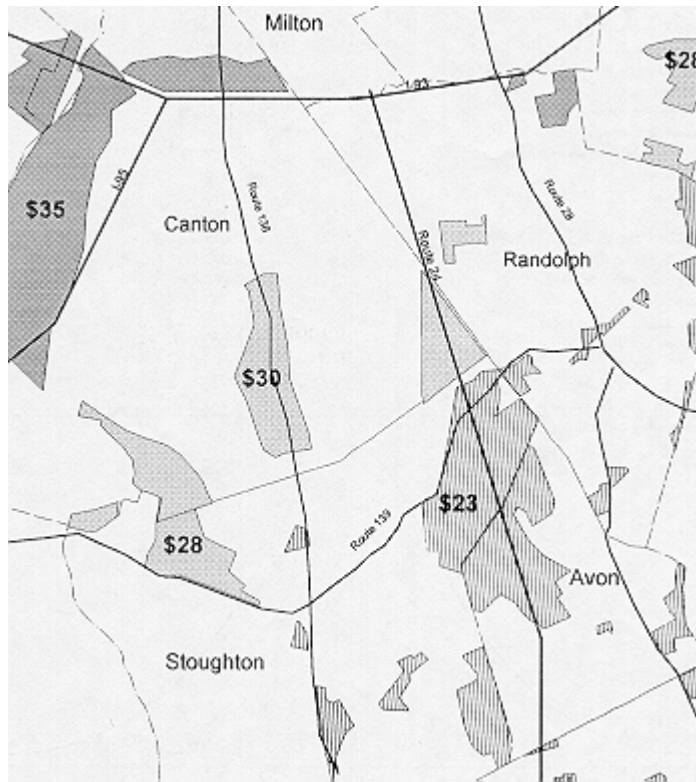 Milton
$28
I-93
I-95
$35
Canton
Route 138
Route 28
Route 24
Randolph
$30
$23
Route 139
$28
Avon
Stoughton